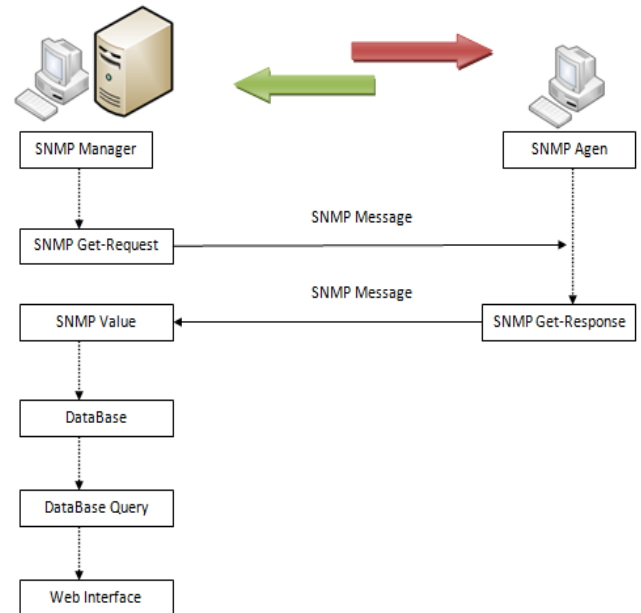 SNMP Manager
SNMP Agen
SNMP Message
SNMP Get-Request
SNMP Message
SNMP Value
SNMP Get-Response
DataBase
DataBase Query
Web Interface